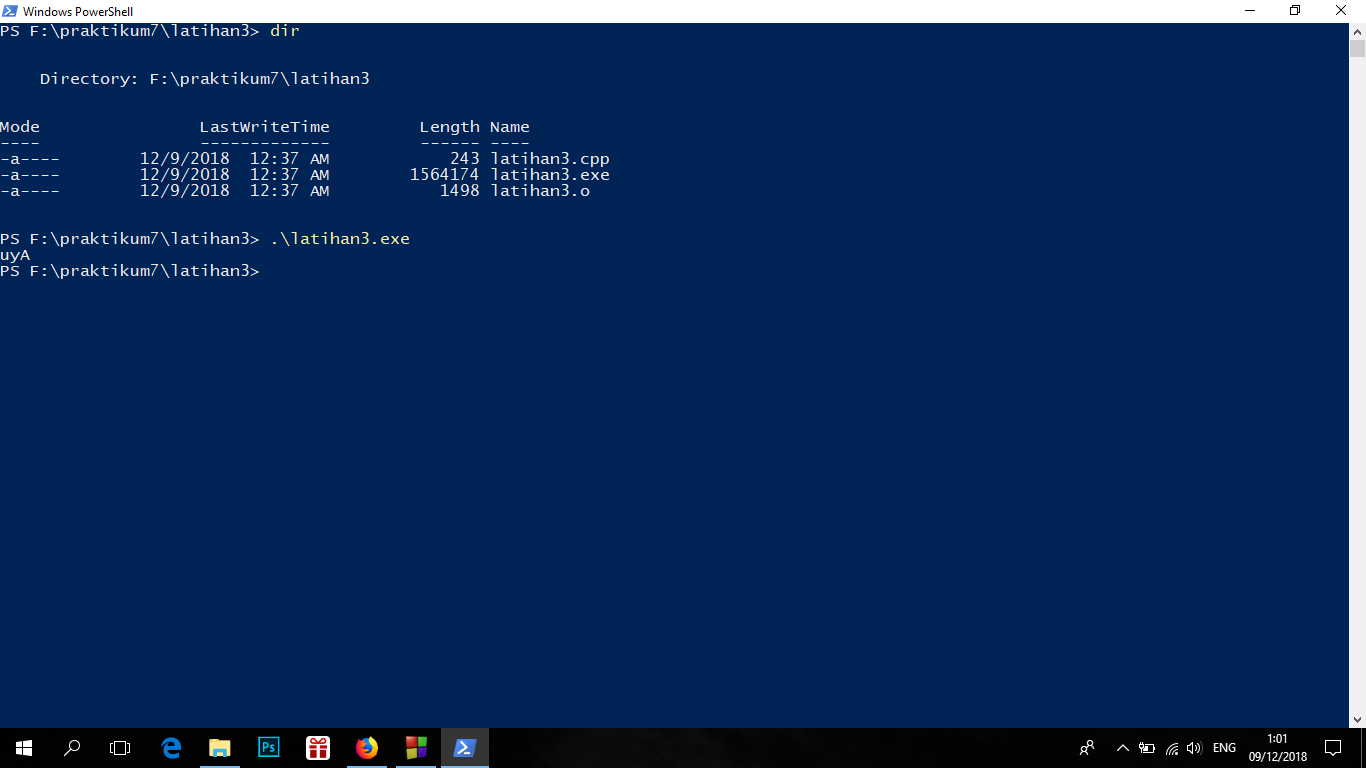 Windows PowerShell
PS F:\praktikum7\latihan3> dir
Directory: F:\praktikum7\latihan3
Mode                LastWriteTime         Length Name
----                -------------         ------ ----
-a----        12/9/2018  12:37 AM            243 latihan3.cpp
-a----        12/9/2018  12:37 AM        1564174 latihan3.exe
-a----        12/9/2018  12:37 AM           1498 latihan3.o
PS F:\praktikum7\latihan3> .\latihan3.exe
uyA
PS F:\praktikum7\latihan3>
Ps
ENG
1:01
09/12/2018